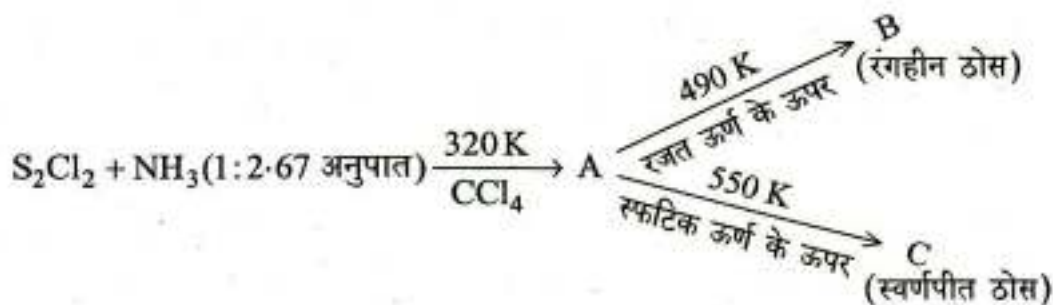 B
490 K
(रंगहीन ठोस)
रजत ऊर्ण के ऊपर
S₂Cl₂ + NH₃(1:2·67 अनुपात) 320 K CCl₄ A
550 K
स्फटिक ऊर्ण के ऊपर
C
(स्वर्णपीत ठोस)